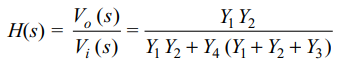 H(s) = V_o (s) / V_i (s) = Y_1 Y_2 / Y_1 Y_2 + Y_4 (Y_1 + Y_2 + Y_3)